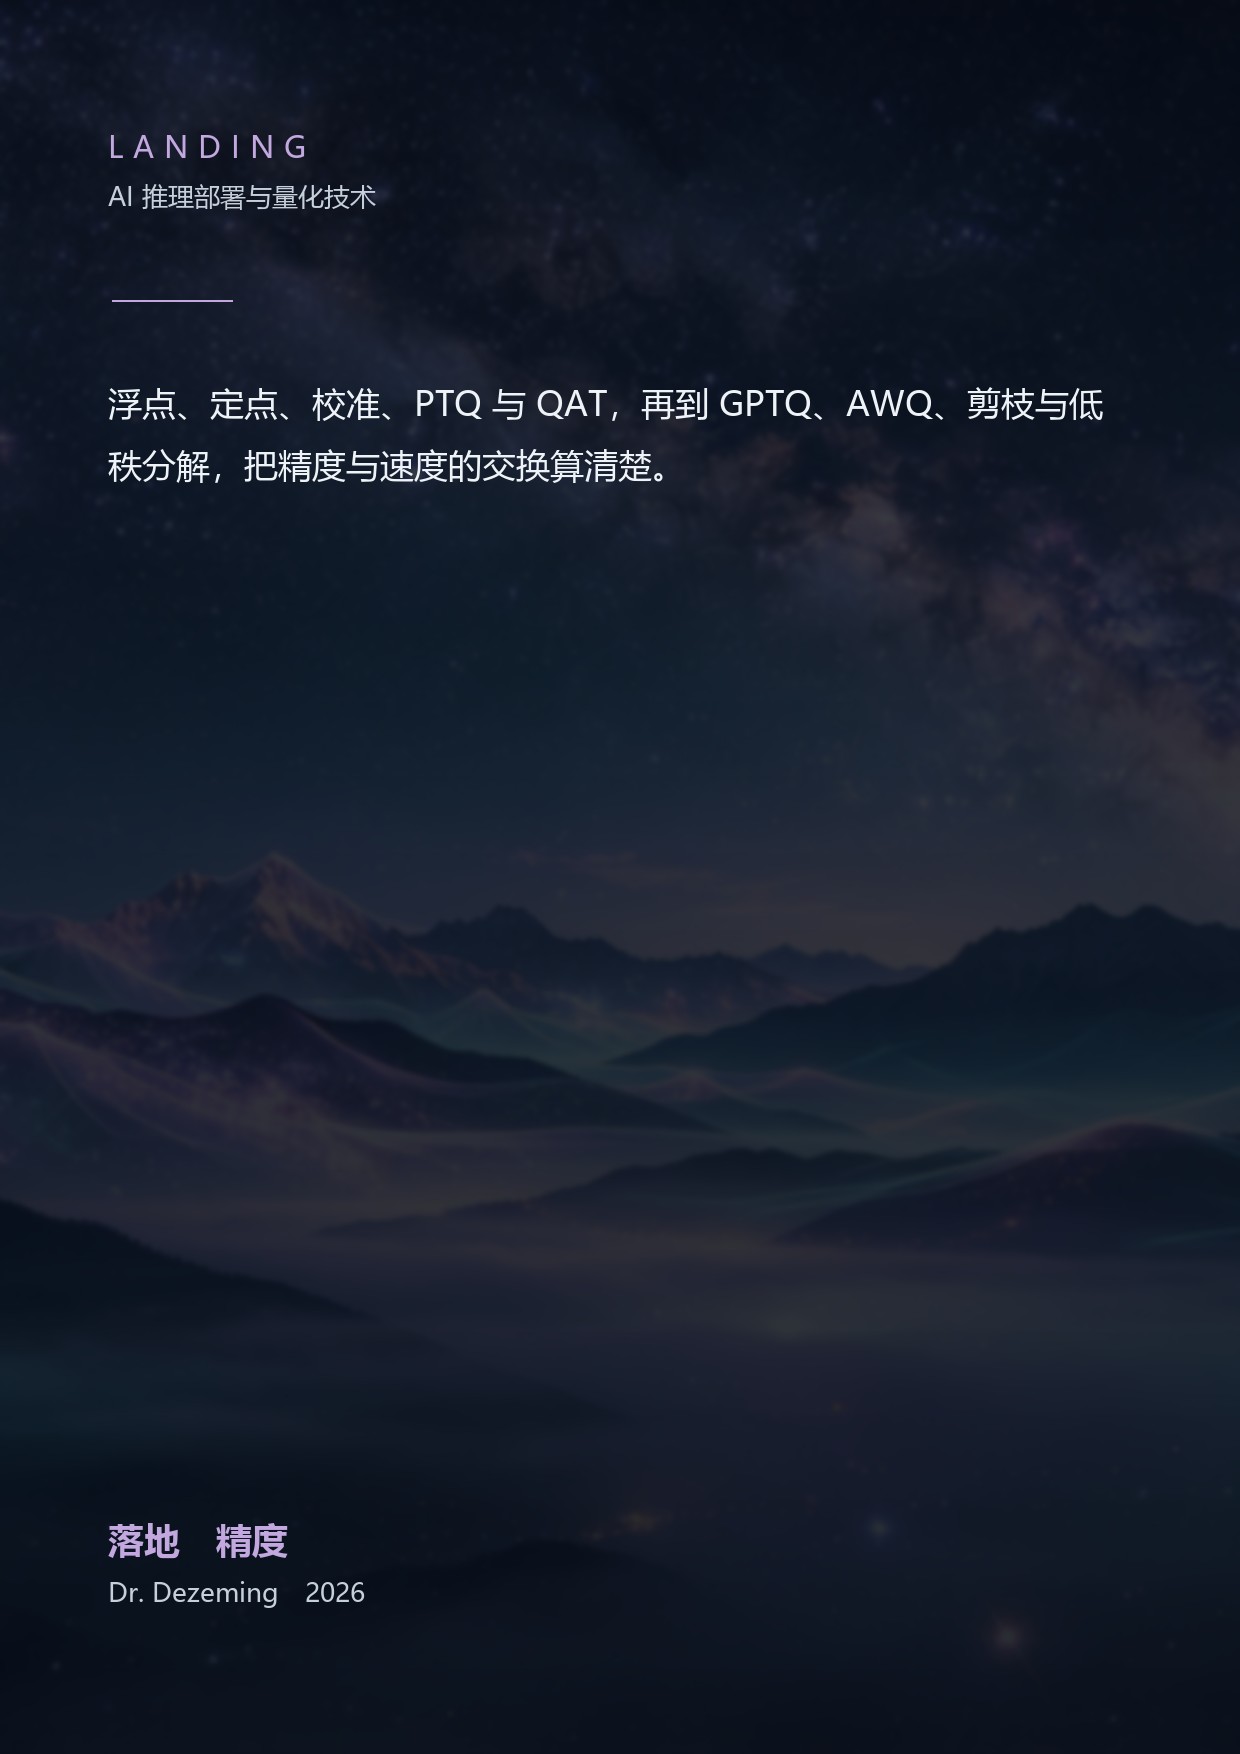 LANDING
AI 推理部署与量化技术
浮点、定点、校准、PTQ 与 QAT，再到 GPTQ、AWQ、剪枝与低
秩分解，把精度与速度的交换算清楚。
落地　精度
Dr. Dezeming　2026